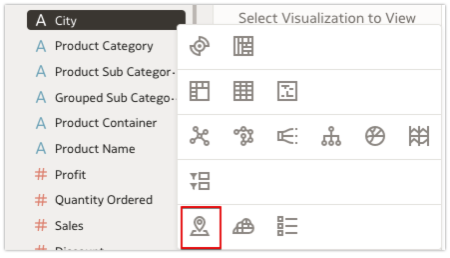 A City
Select Visualization to View
A Product Category
A Product Sub Categor..
A Grouped Sub Catego..
A Product Container
A Product Name
# Profit
# Quantity Ordered
# Sales
# Discount